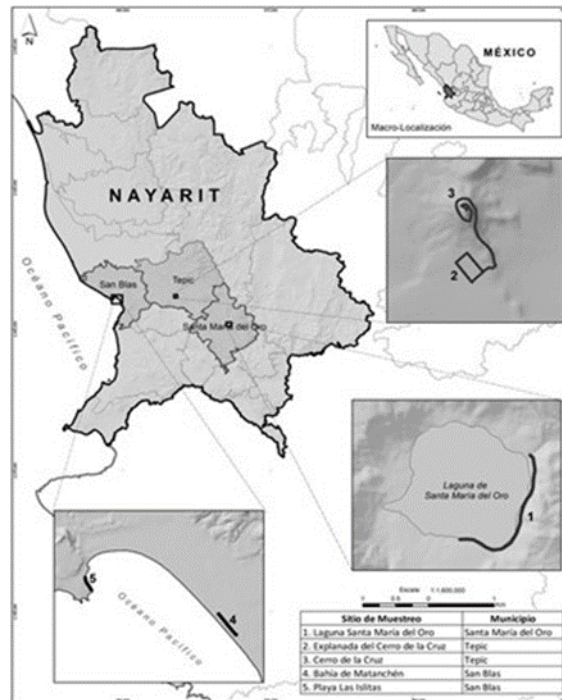 N
MÉXICO
Macro-Localización
NAYARIT
3
2
San Blas
Tepic
Santa María del Oro
Océano Pacífico
Laguna de
Santa María del Oro
1
5
4
Océano Pacífico
Escala 1:1,600,000
Sitio de Muestreo Municipio
1. Laguna Santa María del Oro Santa María del Oro
2. Explanada del Cerro de la Cruz Tepic
3. Cerro de la Cruz Tepic
4. Bahía de Matanchén San Blas
5. Playa Las Islitas San Blas